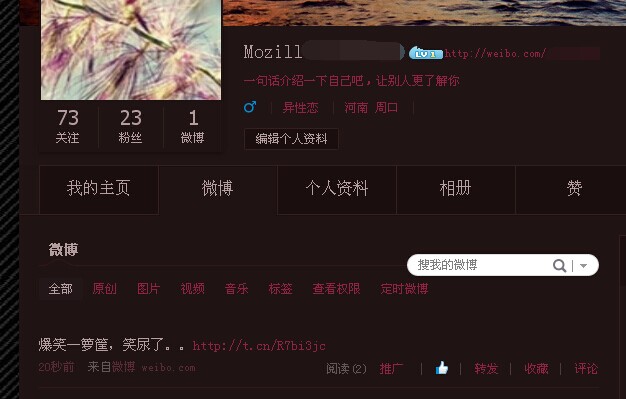 Mozill LV 1 http://weibo.com/
一句话介绍一下自己吧，让别人更了解你
异性恋 河南 周口
73 23 1
关注 粉丝 微博
编辑个人资料
我的主页 微博 个人资料 相册 赞
微博
搜我的微博
全部 原创 图片 视频 音乐 标签 查看权限 定时微博
爆笑一箩筐，笑尿了。。http://t.cn/R7bi3jc
20秒前 来自微博 weibo.com 阅读(2) 推广 转发 收藏 评论